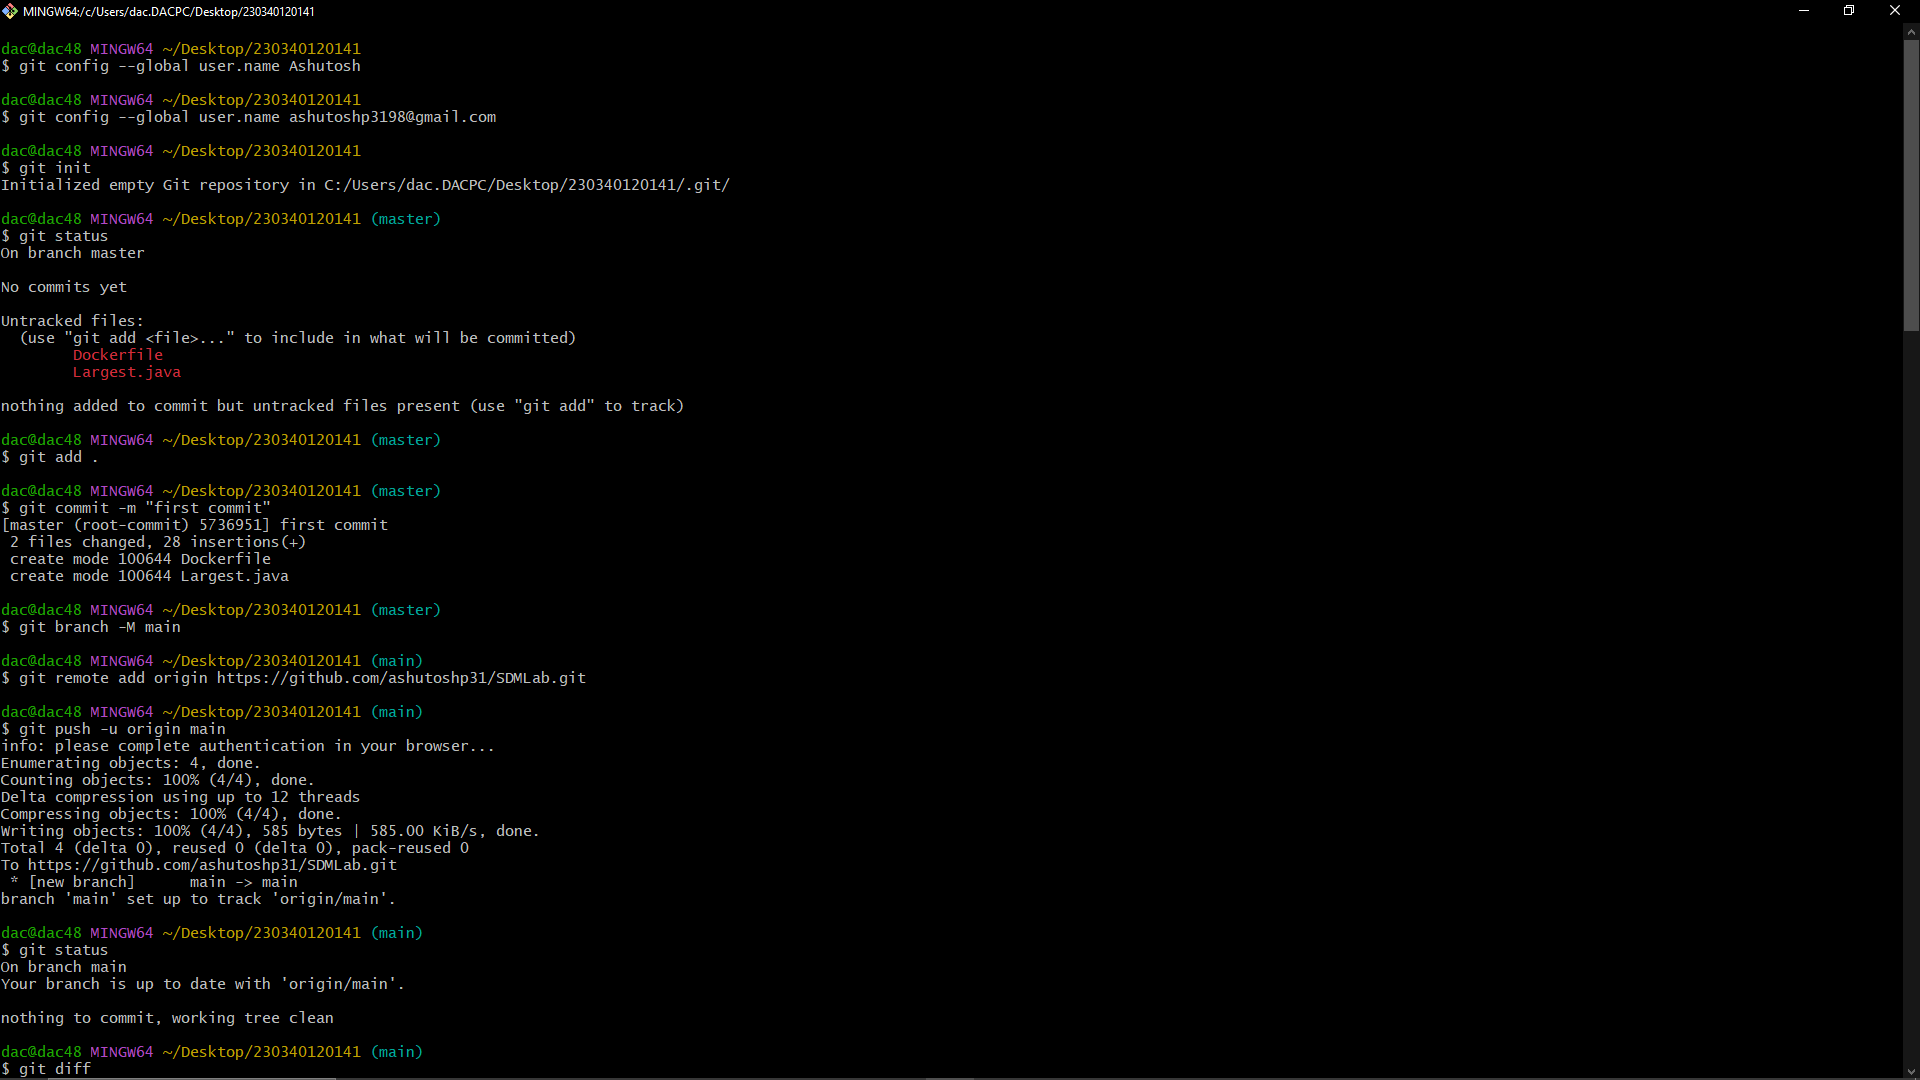 MINGW64:/c/Users/dac.DACPC/Desktop/230340120141
dac@dac48 MINGW64 ~/Desktop/230340120141
$ git config --global user.name Ashutosh
dac@dac48 MINGW64 ~/Desktop/230340120141
$ git config --global user.name ashutoshp3198@gmail.com
dac@dac48 MINGW64 ~/Desktop/230340120141
$ git init
Initialized empty Git repository in C:/Users/dac.DACPC/Desktop/230340120141/.git/
dac@dac48 MINGW64 ~/Desktop/230340120141 (master)
$ git status
On branch master
No commits yet
Untracked files:
  (use "git add <file>..." to include in what will be committed)
        Dockerfile
        Largest.java
nothing added to commit but untracked files present (use "git add" to track)
dac@dac48 MINGW64 ~/Desktop/230340120141 (master)
$ git add .
dac@dac48 MINGW64 ~/Desktop/230340120141 (master)
$ git commit -m "first commit"
[master (root-commit) 5736951] first commit
 2 files changed, 28 insertions(+)
 create mode 100644 Dockerfile
 create mode 100644 Largest.java
dac@dac48 MINGW64 ~/Desktop/230340120141 (master)
$ git branch -M main
dac@dac48 MINGW64 ~/Desktop/230340120141 (main)
$ git remote add origin https://github.com/ashutoshp31/SDMLab.git
dac@dac48 MINGW64 ~/Desktop/230340120141 (main)
$ git push -u origin main
info: please complete authentication in your browser...
Enumerating objects: 4, done.
Counting objects: 100% (4/4), done.
Delta compression using up to 12 threads
Compressing objects: 100% (4/4), done.
Writing objects: 100% (4/4), 585 bytes | 585.00 KiB/s, done.
Total 4 (delta 0), reused 0 (delta 0), pack-reused 0
To https://github.com/ashutoshp31/SDMLab.git
 * [new branch]      main -> main
branch 'main' set up to track 'origin/main'.
dac@dac48 MINGW64 ~/Desktop/230340120141 (main)
$ git status
On branch main
Your branch is up to date with 'origin/main'.
nothing to commit, working tree clean
dac@dac48 MINGW64 ~/Desktop/230340120141 (main)
$ git diff